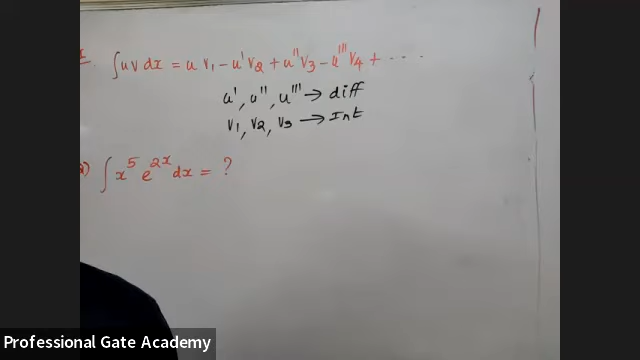 ∫uv dx = u v₁ − u' v₂ + u'' v₃ − u''' v₄ + ⋯
u', u'', u''' → diff
v₁, v₂, v₃ → Int
) ∫ x⁵ e²ˣ dx = ?
Professional Gate Academy